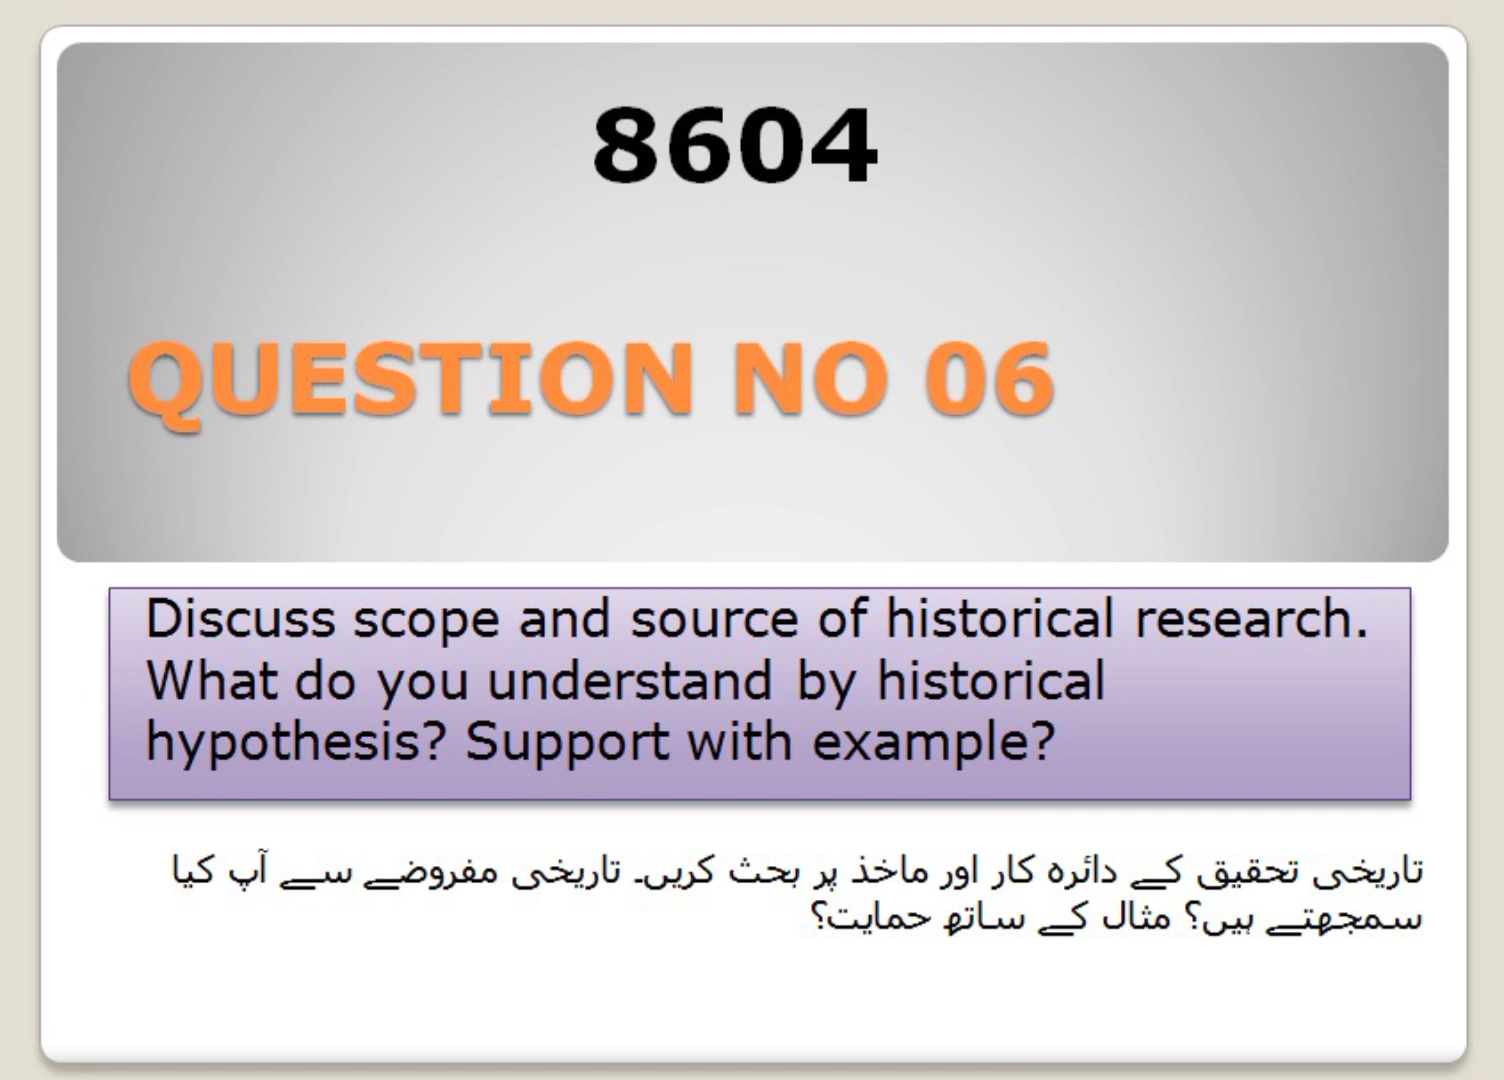 8604
QUESTION NO 06
Discuss scope and source of historical research.
What do you understand by historical
hypothesis? Support with example?
تاریخی تحقیق کے دائرہ کار اور ماخذ پر بحث کریں۔ تاریخی مفروضے سے آپ کیا
سمجھتے ہیں؟ مثال کے ساتھ حمایت؟